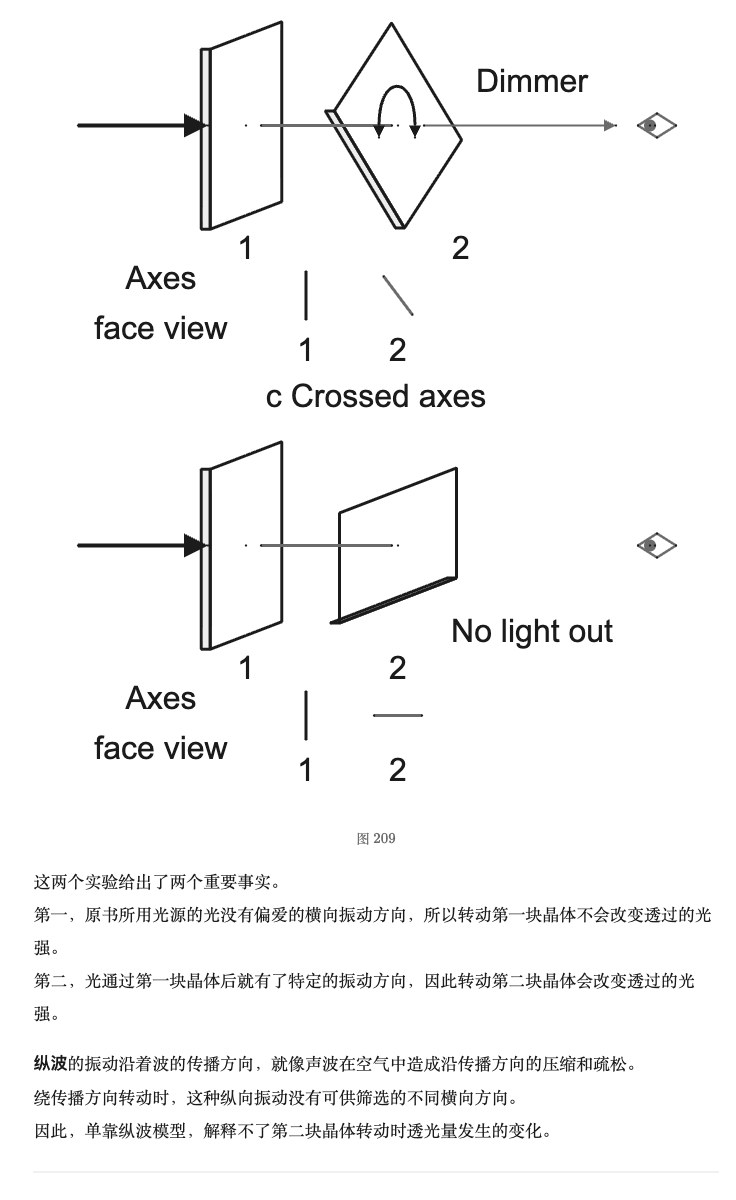 Dimmer
1
2
Axes
face view
1
2
c Crossed axes
No light out
1
2
Axes
face view
1
2
图 209
这两个实验给出了两个重要事实。
第一，原书所用光源的光没有偏爱的横向振动方向，所以转动第一块晶体不会改变透过的光
强。
第二，光通过第一块晶体后就有了特定的振动方向，因此转动第二块晶体会改变透过的光
强。
纵波的振动沿着波的传播方向，就像声波在空气中造成沿传播方向的压缩和疏松。
绕传播方向转动时，这种纵向振动没有可供筛选的不同横向方向。
因此，单靠纵波模型，解释不了第二块晶体转动时透光量发生的变化。